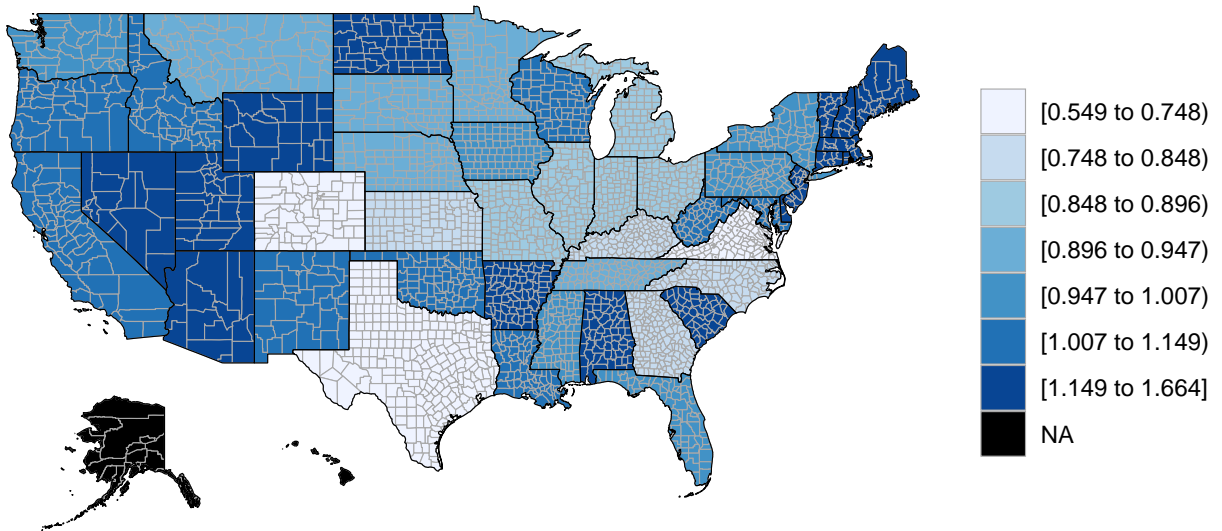 [0.549 to 0.748)
[0.748 to 0.848)
[0.848 to 0.896)
[0.896 to 0.947)
[0.947 to 1.007)
[1.007 to 1.149)
[1.149 to 1.664]
NA